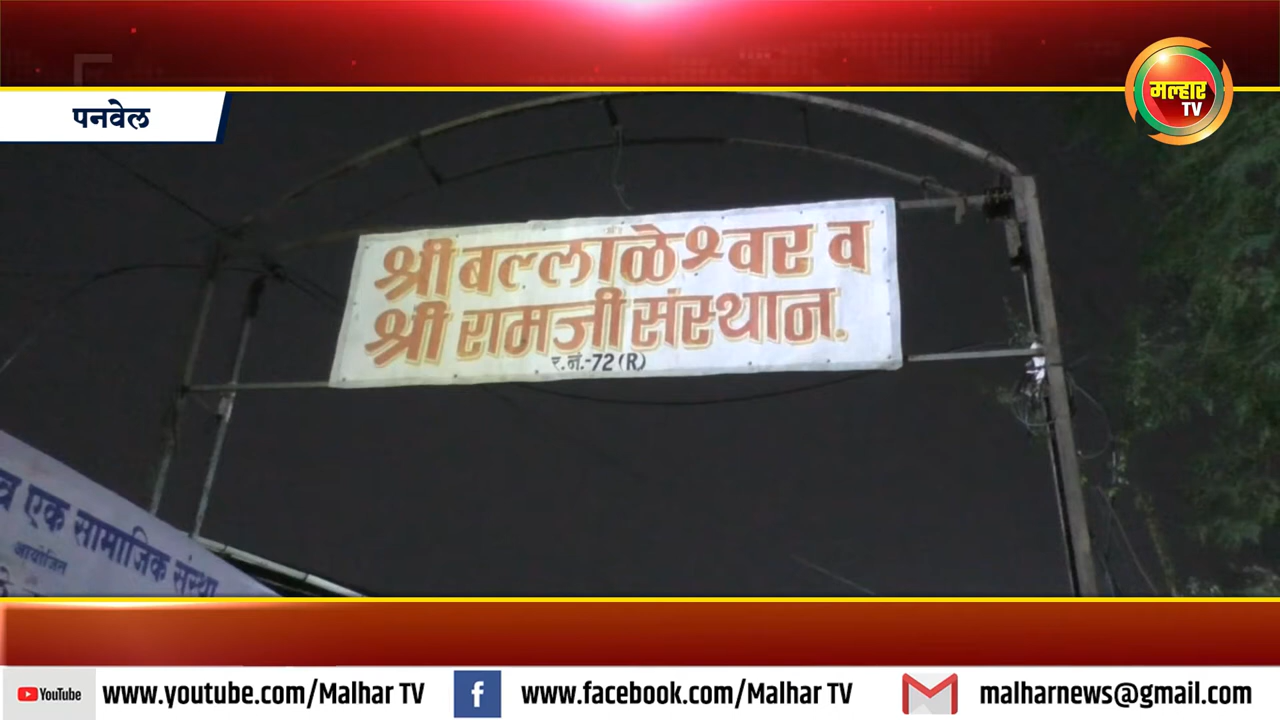 पनवेल
मल्हार
TV
श्री बल्लाळेश्वर व
श्री रामजी संस्थान.
र.नं.-72 (R)
एक सामाजिक संस्था
आयोजित
YouTube
www.youtube.com/Malhar TV
www.facebook.com/Malhar TV
malharnews@gmail.com